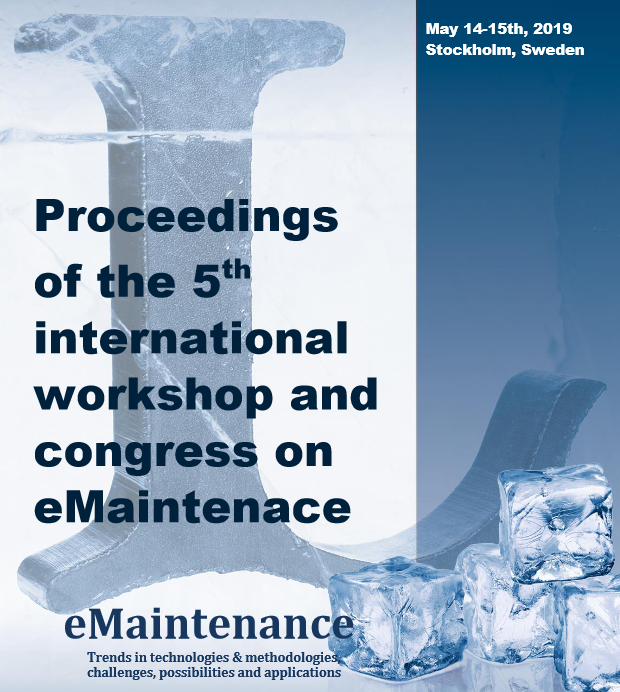 May 14-15th, 2019
Stockholm, Sweden
Proceedings
of the 5th
international
workshop and
congress on
eMaintenace
eMaintenance
Trends in technologies & methodologies,
challenges, possibilities and applications